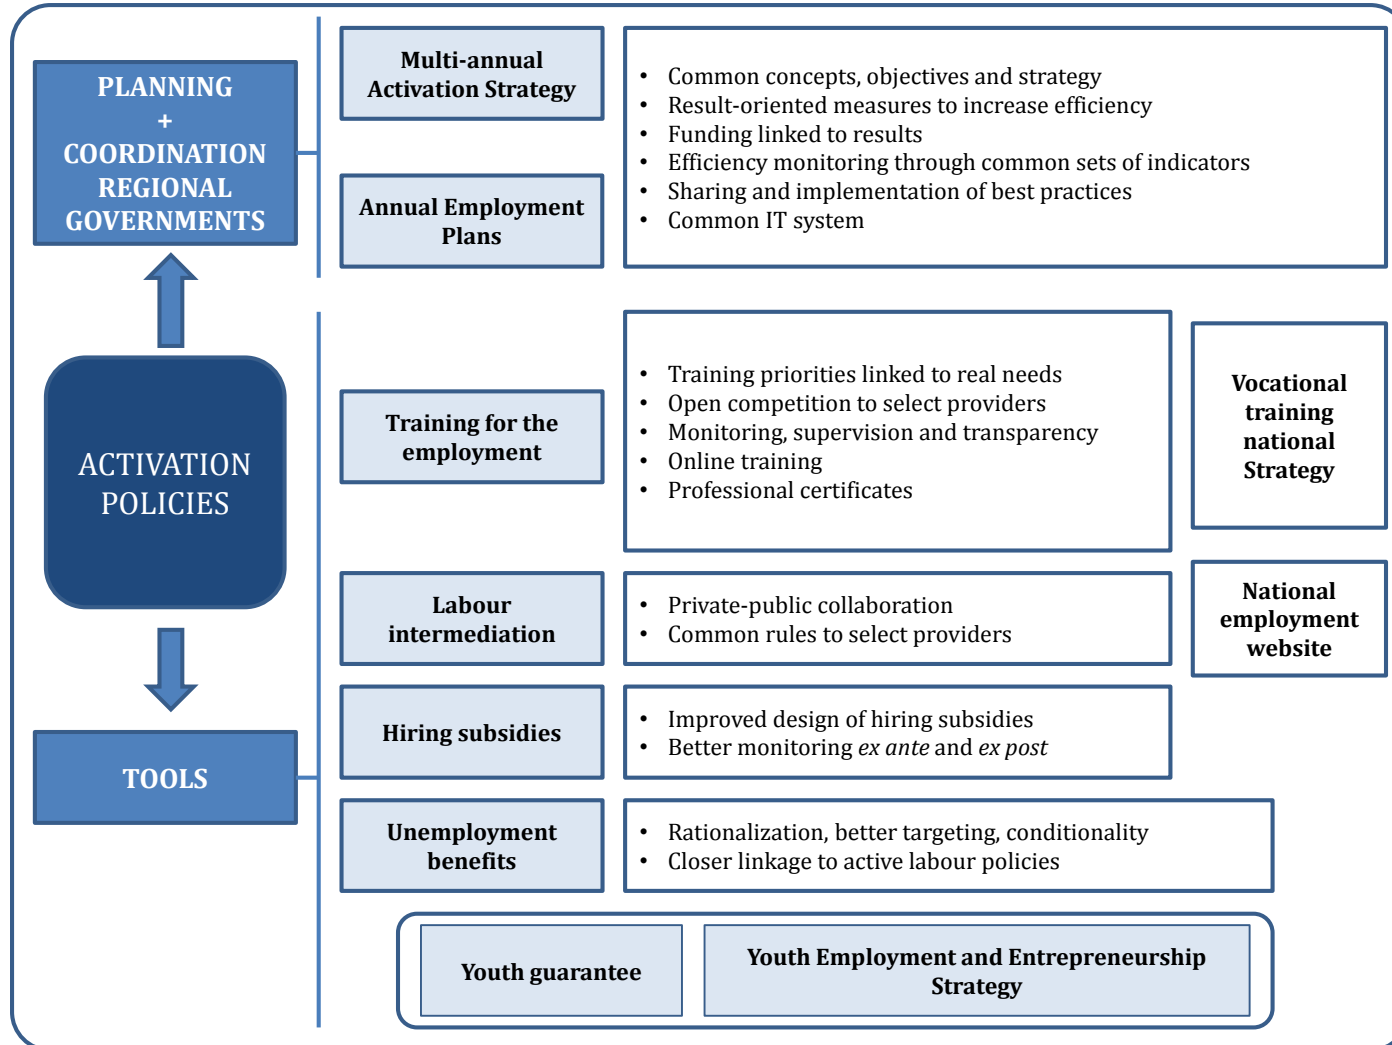 PLANNING
+
COORDINATION
REGIONAL
GOVERNMENTS
Multi-annual
Activation Strategy
Annual Employment
Plans
• Common concepts, objectives and strategy
• Result-oriented measures to increase efficiency
• Funding linked to results
• Efficiency monitoring through common sets of indicators
• Sharing and implementation of best practices
• Common IT system
ACTIVATION
POLICIES
TOOLS
Training for the
employment
• Training priorities linked to real needs
• Open competition to select providers
• Monitoring, supervision and transparency
• Online training
• Professional certificates
Vocational
training
national
Strategy
Labour
intermediation
• Private-public collaboration
• Common rules to select providers
National
employment
website
Hiring subsidies
• Improved design of hiring subsidies
• Better monitoring ex ante and ex post
Unemployment
benefits
• Rationalization, better targeting, conditionality
• Closer linkage to active labour policies
Youth guarantee
Youth Employment and Entrepreneurship
Strategy